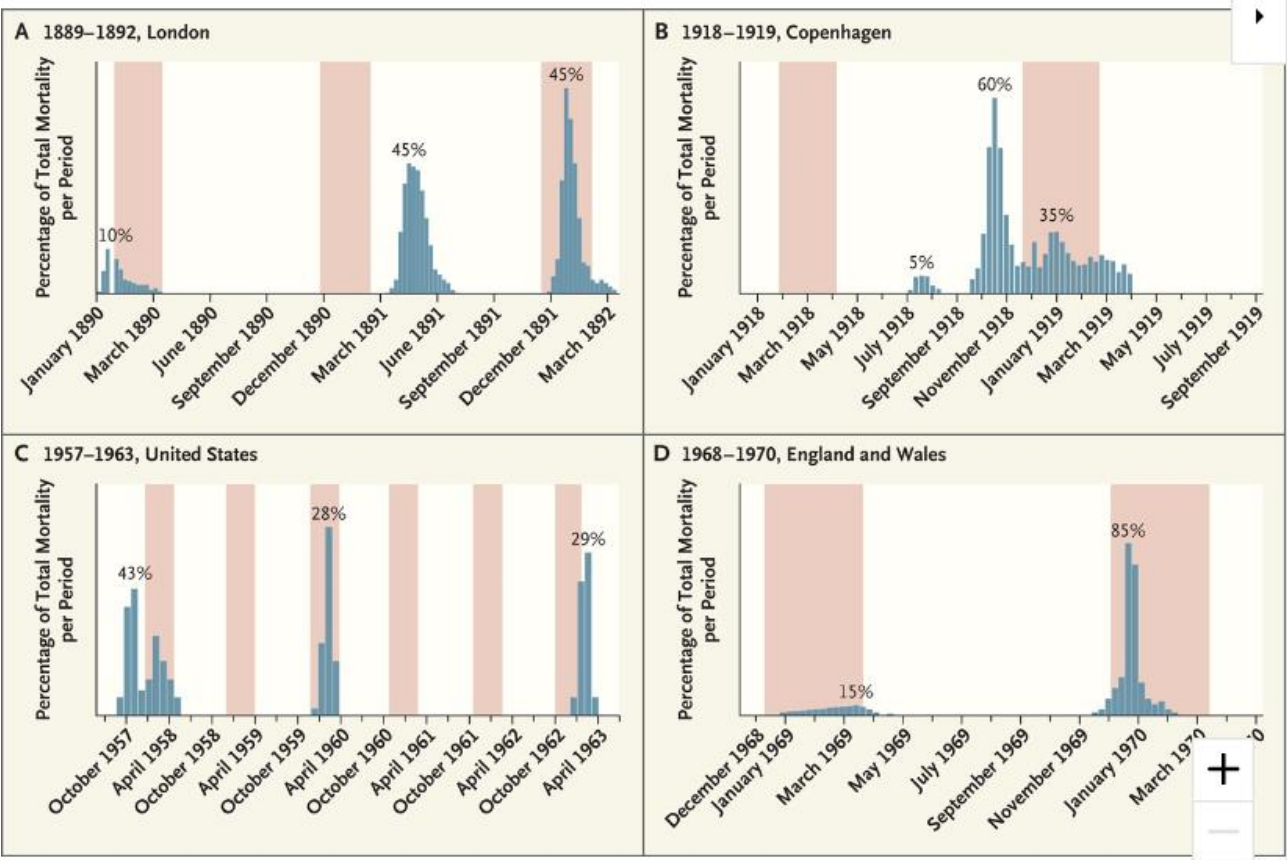 A 1889–1892, London
Percentage of Total Mortality
per Period
10%
45%
45%
January 1890
March 1890
June 1890
September 1890
December 1890
March 1891
June 1891
September 1891
December 1891
March 1892
B 1918–1919, Copenhagen
Percentage of Total Mortality
per Period
5%
60%
35%
January 1918
March 1918
May 1918
July 1918
September 1918
November 1918
January 1919
March 1919
May 1919
July 1919
September 1919
C 1957–1963, United States
Percentage of Total Mortality
per Period
43%
28%
29%
October 1957
April 1958
October 1958
April 1959
October 1959
April 1960
October 1960
April 1961
October 1961
April 1962
October 1962
April 1963
D 1968–1970, England and Wales
Percentage of Total Mortality
per Period
15%
85%
December 1968
January 1969
March 1969
May 1969
July 1969
September 1969
November 1969
January 1970
March 1970